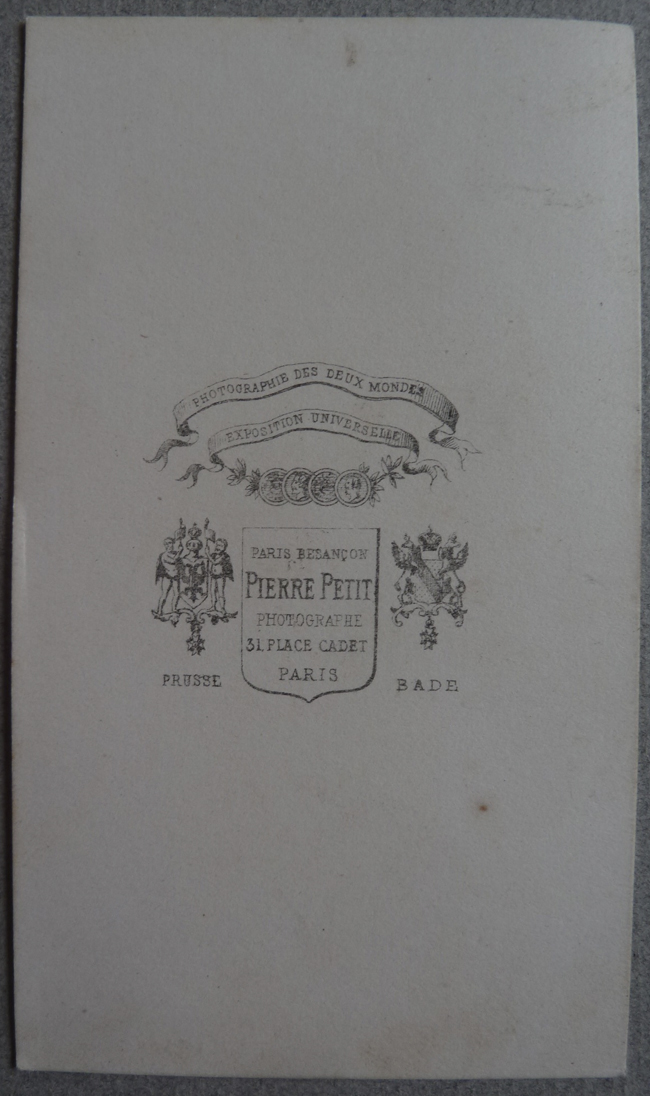 PHOTOGRAPHIE DES DEUX MONDES
EXPOSITION UNIVERSELLE
PARIS BESANÇON
PIERRE PETIT
PHOTOGRAPHE
31 PLACE CADET
PARIS
PRUSSE
BADE